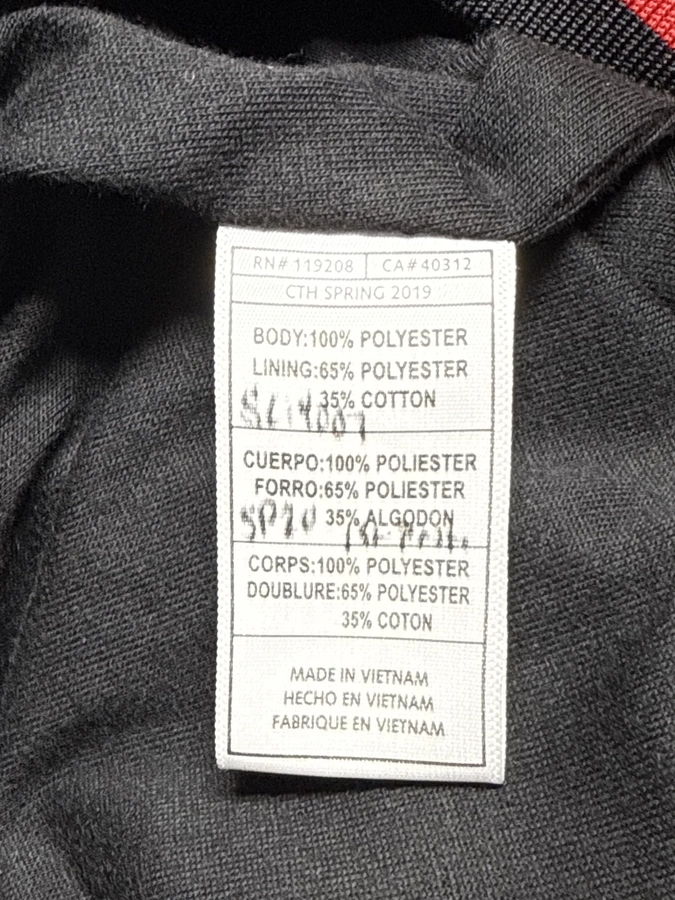 RN# 119208 CA# 40312
CTH SPRING 2019
BODY:100% POLYESTER
LINING:65% POLYESTER
35% COTTON
CUERPO:100% POLIESTER
FORRO:65% POLIESTER
35% ALGODON
CORPS:100% POLYESTER
DOUBLURE:65% POLYESTER
35% COTON
MADE IN VIETNAM
HECHO EN VIETNAM
FABRIQUE EN VIETNAM